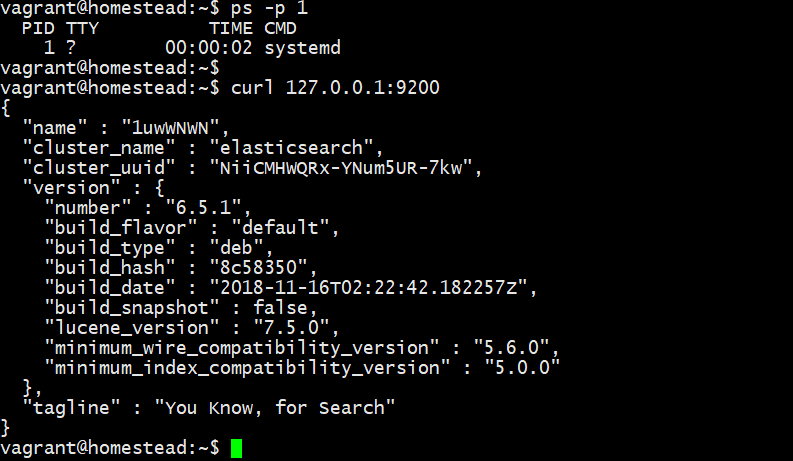 vagrant@homestead:~$ ps -p 1
  PID TTY          TIME CMD
    1 ?        00:00:02 systemd
vagrant@homestead:~$
vagrant@homestead:~$ curl 127.0.0.1:9200
{
  "name" : "1uwWNWN",
  "cluster_name" : "elasticsearch",
  "cluster_uuid" : "NiiCMHWQRx-YNum5UR-7kw",
  "version" : {
    "number" : "6.5.1",
    "build_flavor" : "default",
    "build_type" : "deb",
    "build_hash" : "8c58350",
    "build_date" : "2018-11-16T02:22:42.182257Z",
    "build_snapshot" : false,
    "lucene_version" : "7.5.0",
    "minimum_wire_compatibility_version" : "5.6.0",
    "minimum_index_compatibility_version" : "5.0.0"
  },
  "tagline" : "You Know, for Search"
}
vagrant@homestead:~$